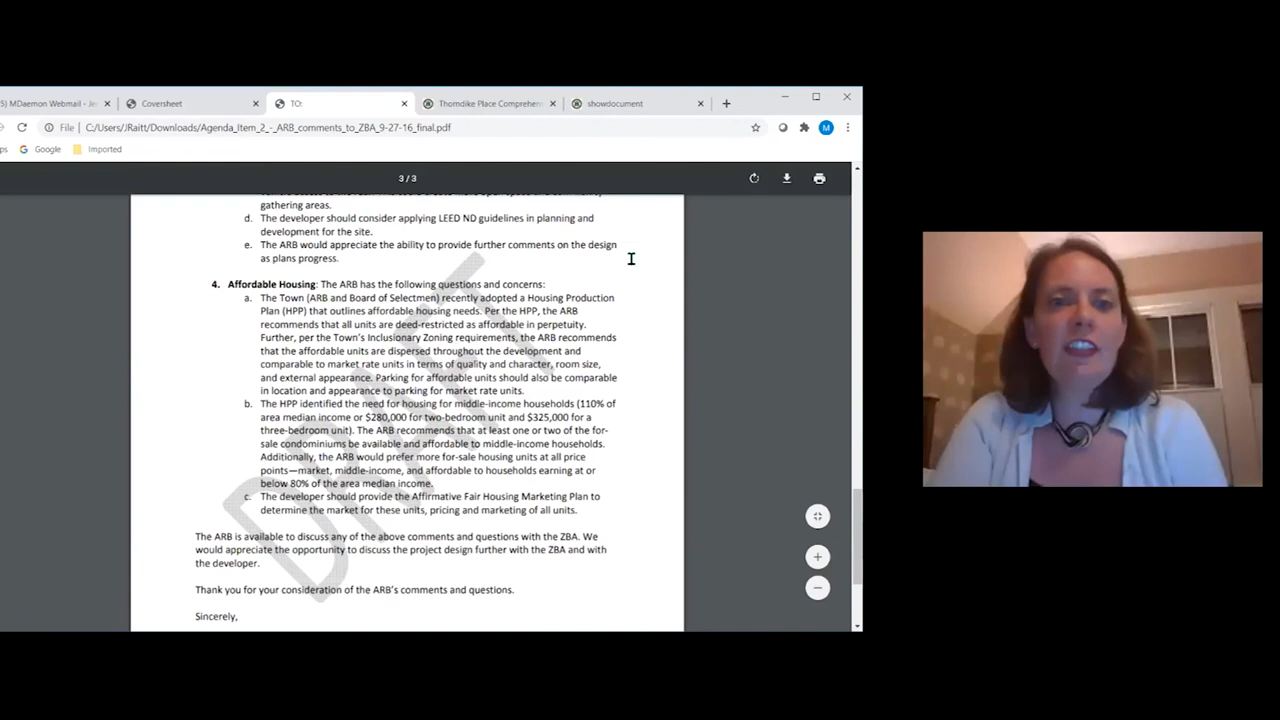 5) MDaemon Webmail - Je
Coversheet
TO:
Thorndike Place Comprehen
showdocument
File
C:/Users/JRaitt/Downloads/Agenda_Item_2_-_ARB_comments_to_ZBA_9-27-16_final.pdf
M
ps
Google
Imported
3 / 3
gathering areas.
d. The developer should consider applying LEED ND guidelines in planning and
development for the site.
e. The ARB would appreciate the ability to provide further comments on the design
as plans progress.
4. Affordable Housing: The ARB has the following questions and concerns:
a. The Town (ARB and Board of Selectmen) recently adopted a Housing Production
Plan (HPP) that outlines affordable housing needs. Per the HPP, the ARB
recommends that all units are deed-restricted as affordable in perpetuity.
Further, per the Town's Inclusionary Zoning requirements, the ARB recommends
that the affordable units are dispersed throughout the development and
comparable to market rate units in terms of quality and character, room size,
and external appearance. Parking for affordable units should also be comparable
in location and appearance to parking for market rate units.
b. The HPP identified the need for housing for middle-income households (110% of
area median income or $280,000 for two-bedroom unit and $325,000 for a
three-bedroom unit). The ARB recommends that at least one or two of the for-
sale condominiums be available and affordable to middle-income households.
Additionally, the ARB would prefer more for-sale housing units at all price
points—market, middle-income, and affordable to households earning at or
below 80% of the area median income.
c. The developer should provide the Affirmative Fair Housing Marketing Plan to
determine the market for these units, pricing and marketing of all units.
The ARB is available to discuss any of the above comments and questions with the ZBA. We
would appreciate the opportunity to discuss the project design further with the ZBA and with
the developer.
Thank you for your consideration of the ARB's comments and questions.
Sincerely,
DRAFT